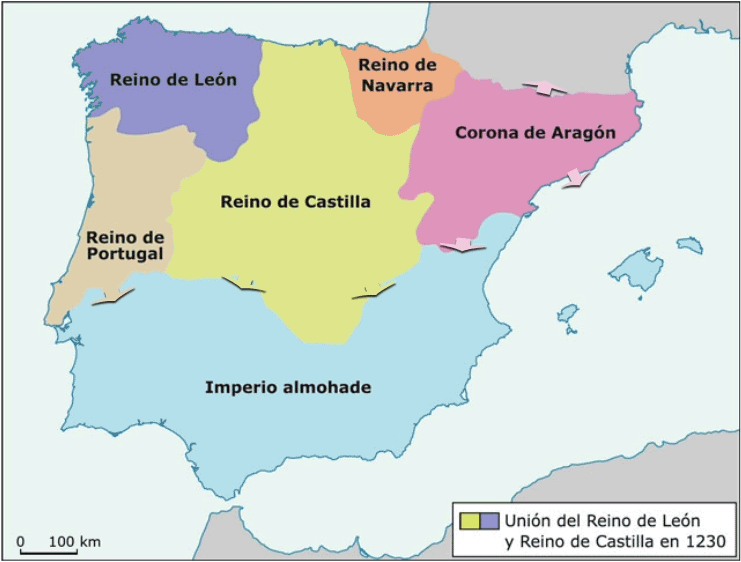 Reino de León
Reino de
Navarra
Corona de Aragón
Reino de Castilla
Reino de
Portugal
Imperio almohade
0 100 km
Unión del Reino de León
y Reino de Castilla en 1230